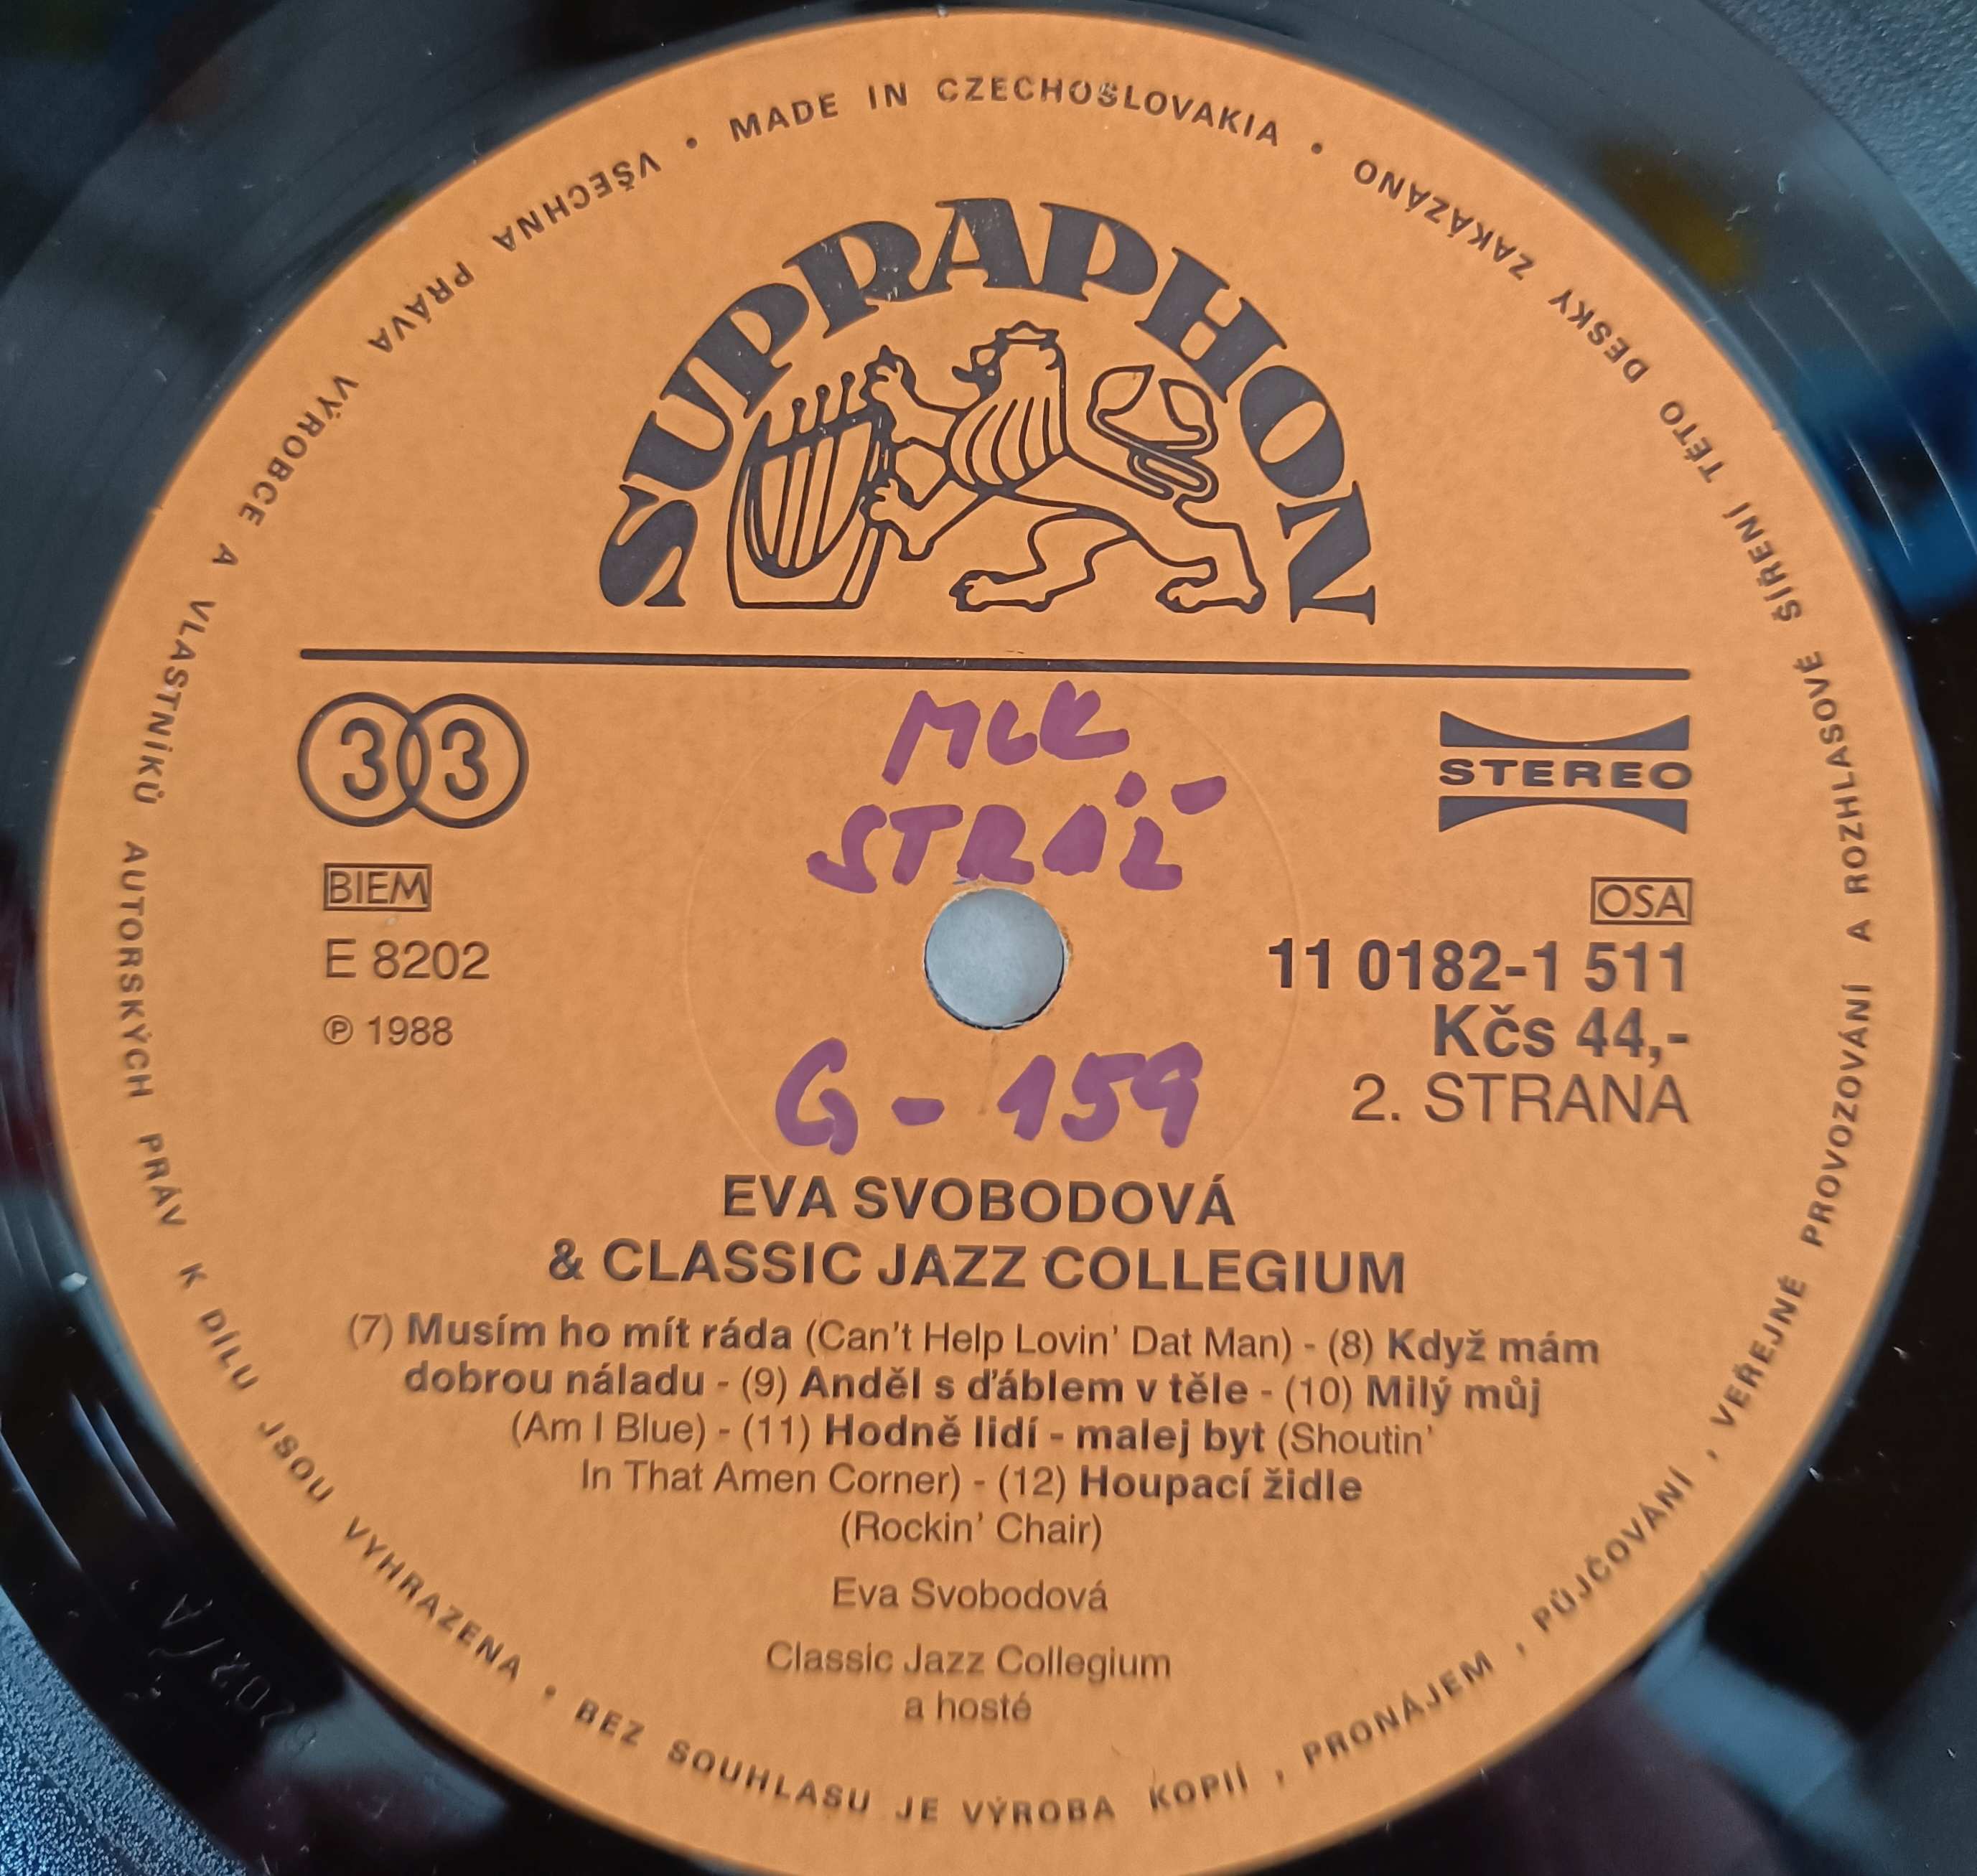 MADE IN CZECHOSLOVAKIA • VŠECHNA PRÁVA VÝROBCE A VLASTNÍKŮ AUTORSKÝCH PRÁV K DÍLU JSOU VYHRAZENA • BEZ SOUHLASU JE VÝROBA KOPIÍ , PRONÁJEM , PŮJČOVÁNÍ , VEŘEJNÉ PROVOZOVÁNÍ A ROZHLASOVÉ ŠÍŘENÍ TÉTO DESKY ZAKÁZÁNO •
SUPRAPHON
33
MCK
STRÁŽ
STEREO
BIEM
OSA
E 8202
11 0182-1 511
℗ 1988
Kčs 44,-
2. STRANA
G - 159
EVA SVOBODOVÁ
& CLASSIC JAZZ COLLEGIUM
(7) Musím ho mít ráda (Can't Help Lovin' Dat Man) - (8) Když mám
dobrou náladu - (9) Anděl s ďáblem v těle - (10) Milý můj
(Am I Blue) - (11) Hodně lidí - malej byt (Shoutin'
In That Amen Corner) - (12) Houpací židle
(Rockin' Chair)
Eva Svobodová
Classic Jazz Collegium
a hosté